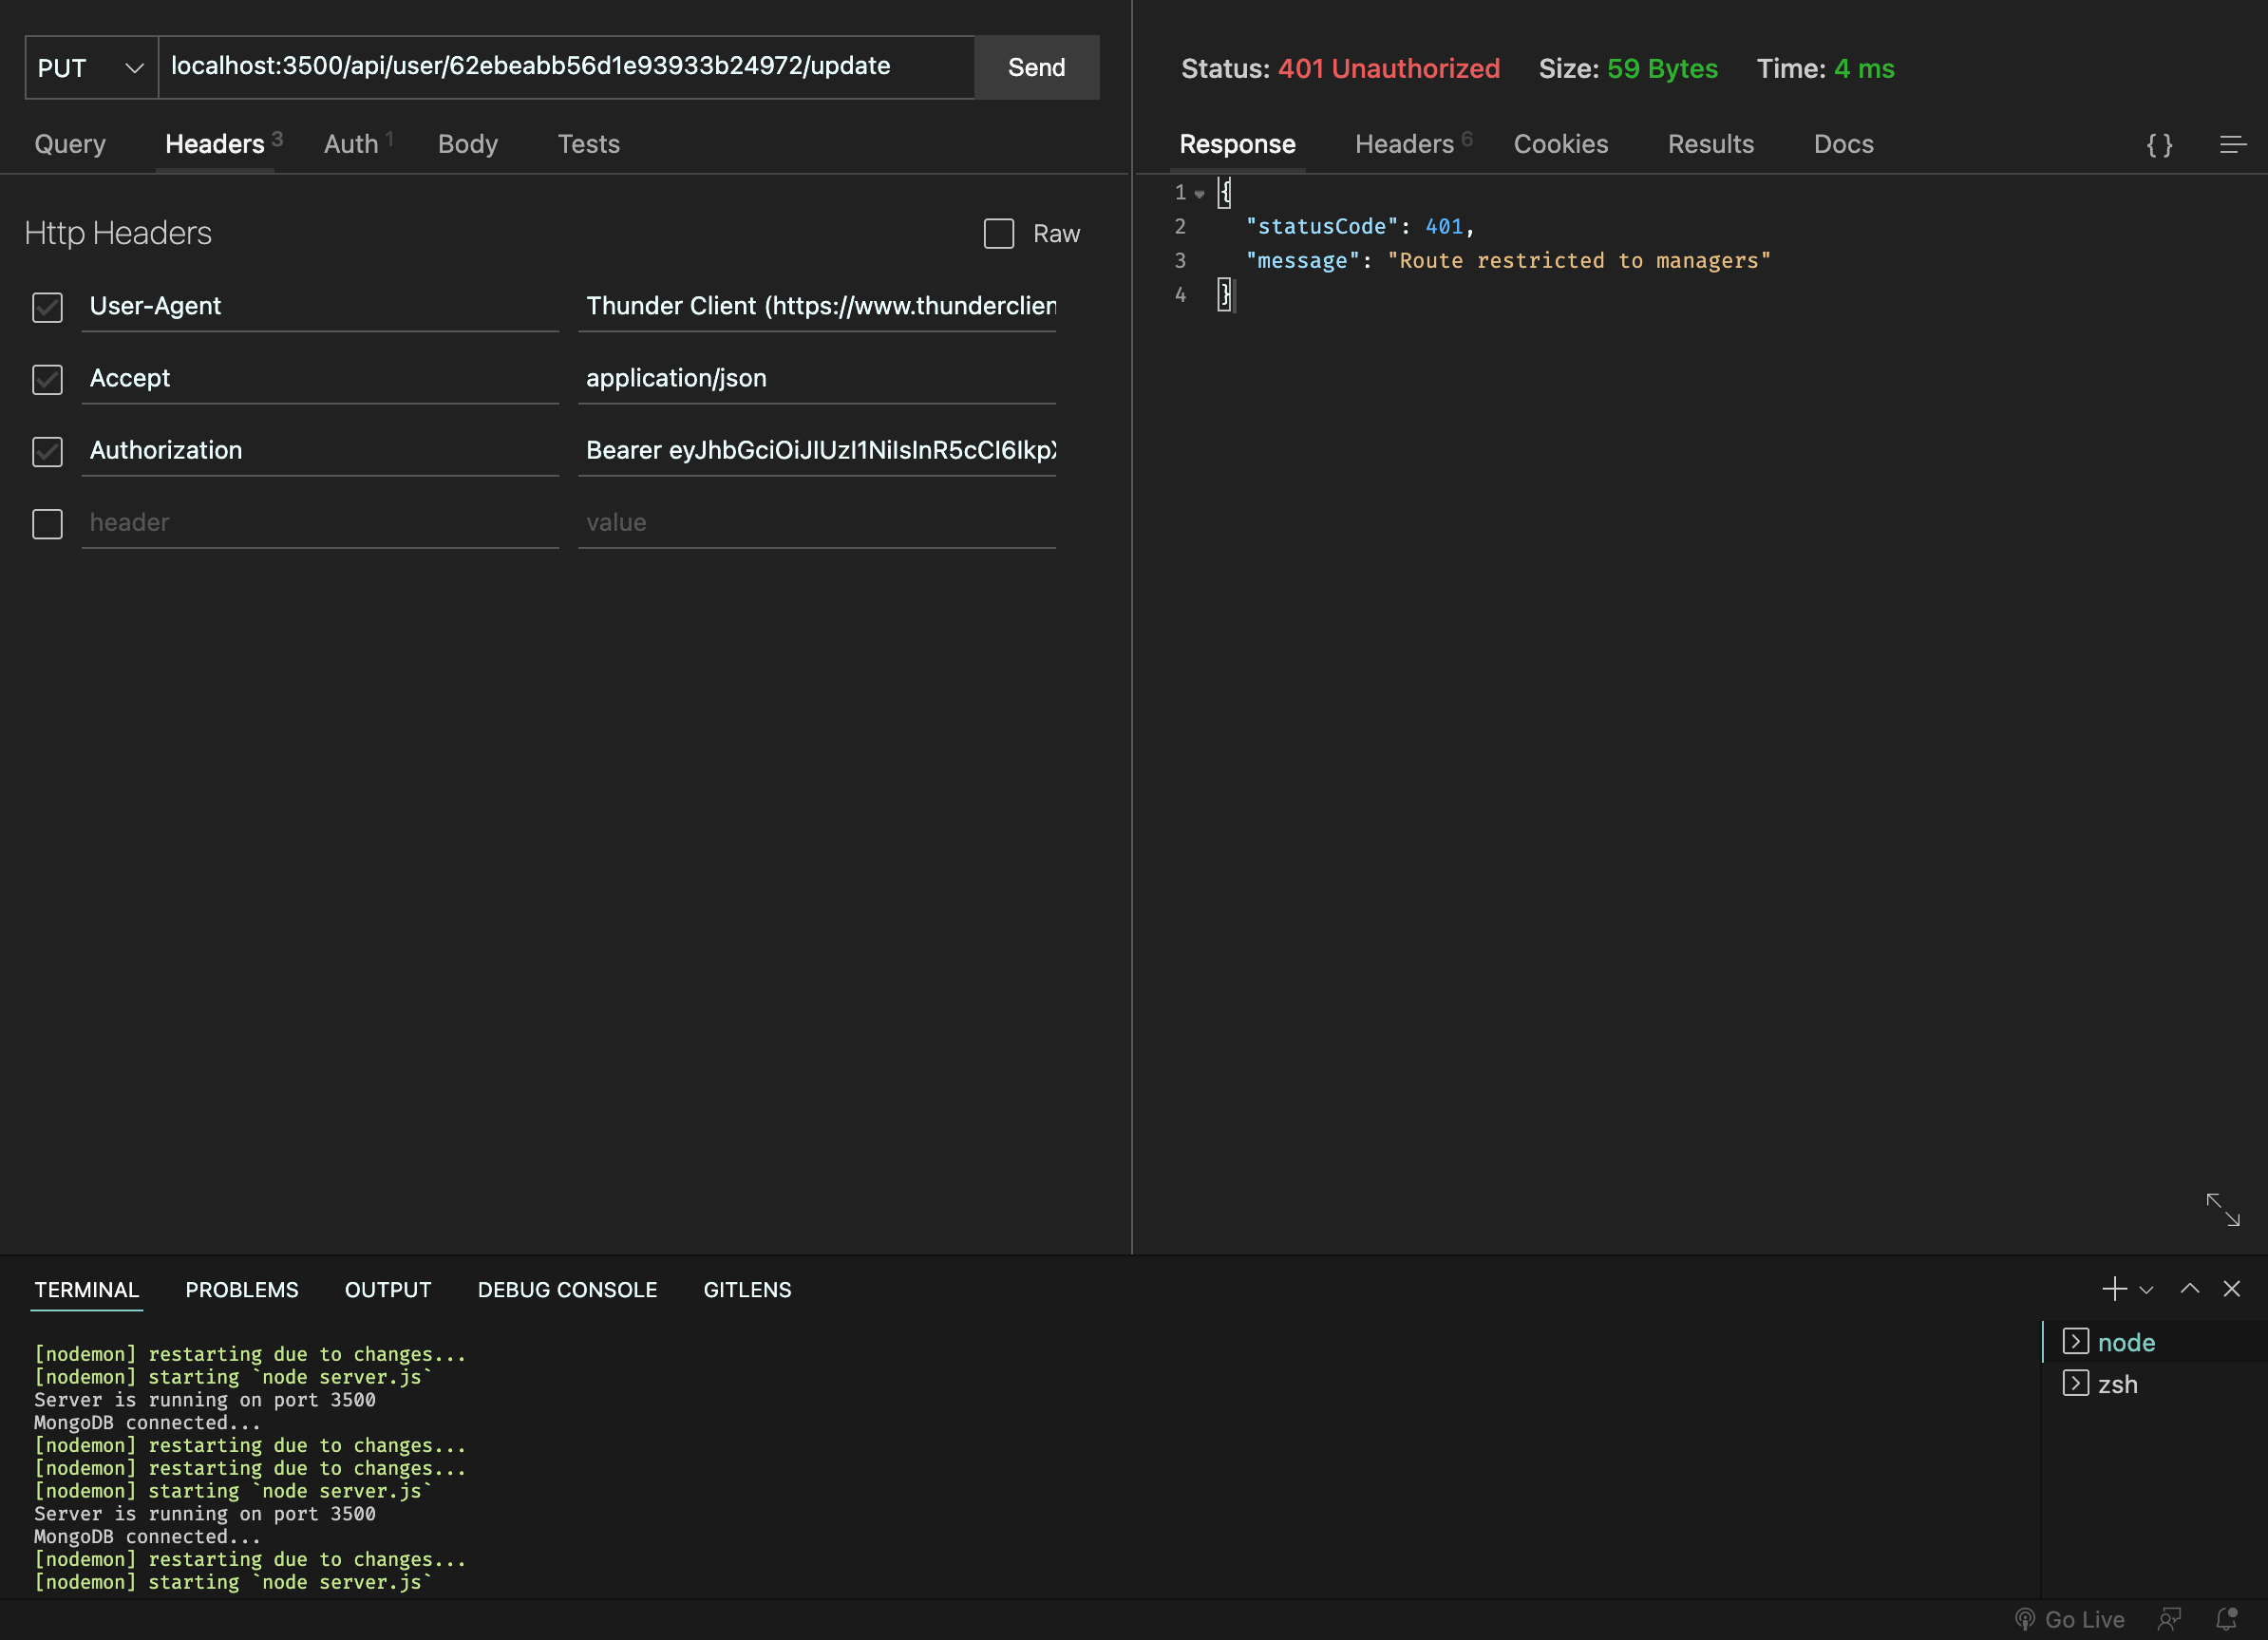 PUT localhost:3500/api/user/62ebeabb56d1e93933b24972/update Send
Query Headers 3 Auth 1 Body Tests
Http Headers Raw
User-Agent Thunder Client (https://www.thunderclien
Accept application/json
Authorization Bearer eyJhbGciOiJIUzI1NiIsInR5cCI6IkpX
header value
Status: 401 Unauthorized Size: 59 Bytes Time: 4 ms
Response Headers 6 Cookies Results Docs { }
1 {
2 "statusCode": 401,
3 "message": "Route restricted to managers"
4 }
TERMINAL PROBLEMS OUTPUT DEBUG CONSOLE GITLENS
[nodemon] restarting due to changes...
[nodemon] starting `node server.js`
Server is running on port 3500
MongoDB connected...
[nodemon] restarting due to changes...
[nodemon] restarting due to changes...
[nodemon] starting `node server.js`
Server is running on port 3500
MongoDB connected...
[nodemon] restarting due to changes...
[nodemon] starting `node server.js`
node
zsh
Go Live